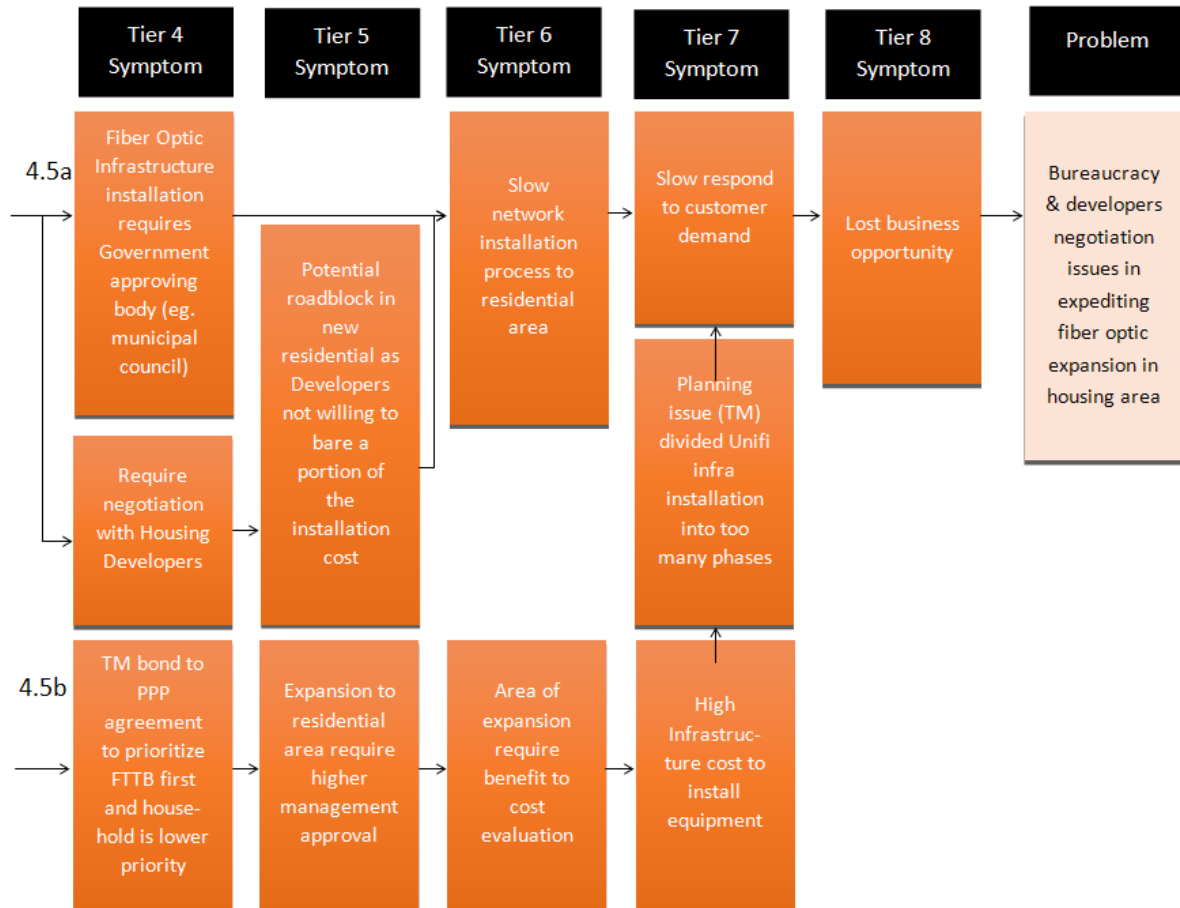 Tier 4
Symptom
Tier 5
Symptom
Tier 6
Symptom
Tier 7
Symptom
Tier 8
Symptom
Problem
4.5a
Fiber Optic
Infrastructure
installation
requires
Government
approving
body (eg.
municipal
council)
Require
negotiation
with Housing
Developers
Potential
roadblock in
new
residential as
Developers
not willing to
bare a
portion of
the
installation
cost
Slow
network
installation
process to
residential
area
Slow respond
to customer
demand
Planning
issue (TM)
divided Unifi
infra
installation
into too
many phases
Lost business
opportunity
Bureaucracy
& developers
negotiation
issues in
expediting
fiber optic
expansion in
housing area
4.5b
TM bond to
PPP
agreement
to prioritize
FTTB first
and house-
hold is lower
priority
Expansion to
residential
area require
higher
management
approval
Area of
expansion
require
benefit to
cost
evaluation
High
Infrastruc-
ture cost to
install
equipment